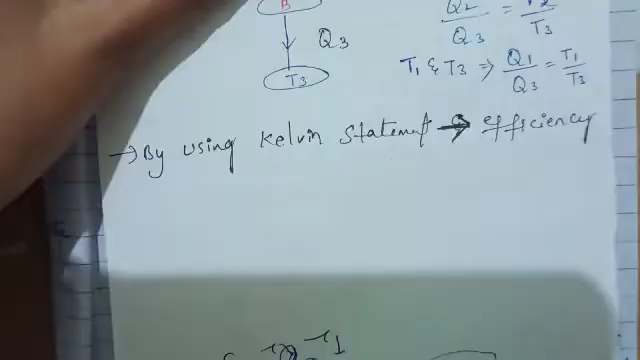 B
Q2/Q3 = T2/T3
Q3
T3
T1 & T3 ⇒ Q1/Q3 = T1/T3
→ By using Kelvin Statement → efficiency